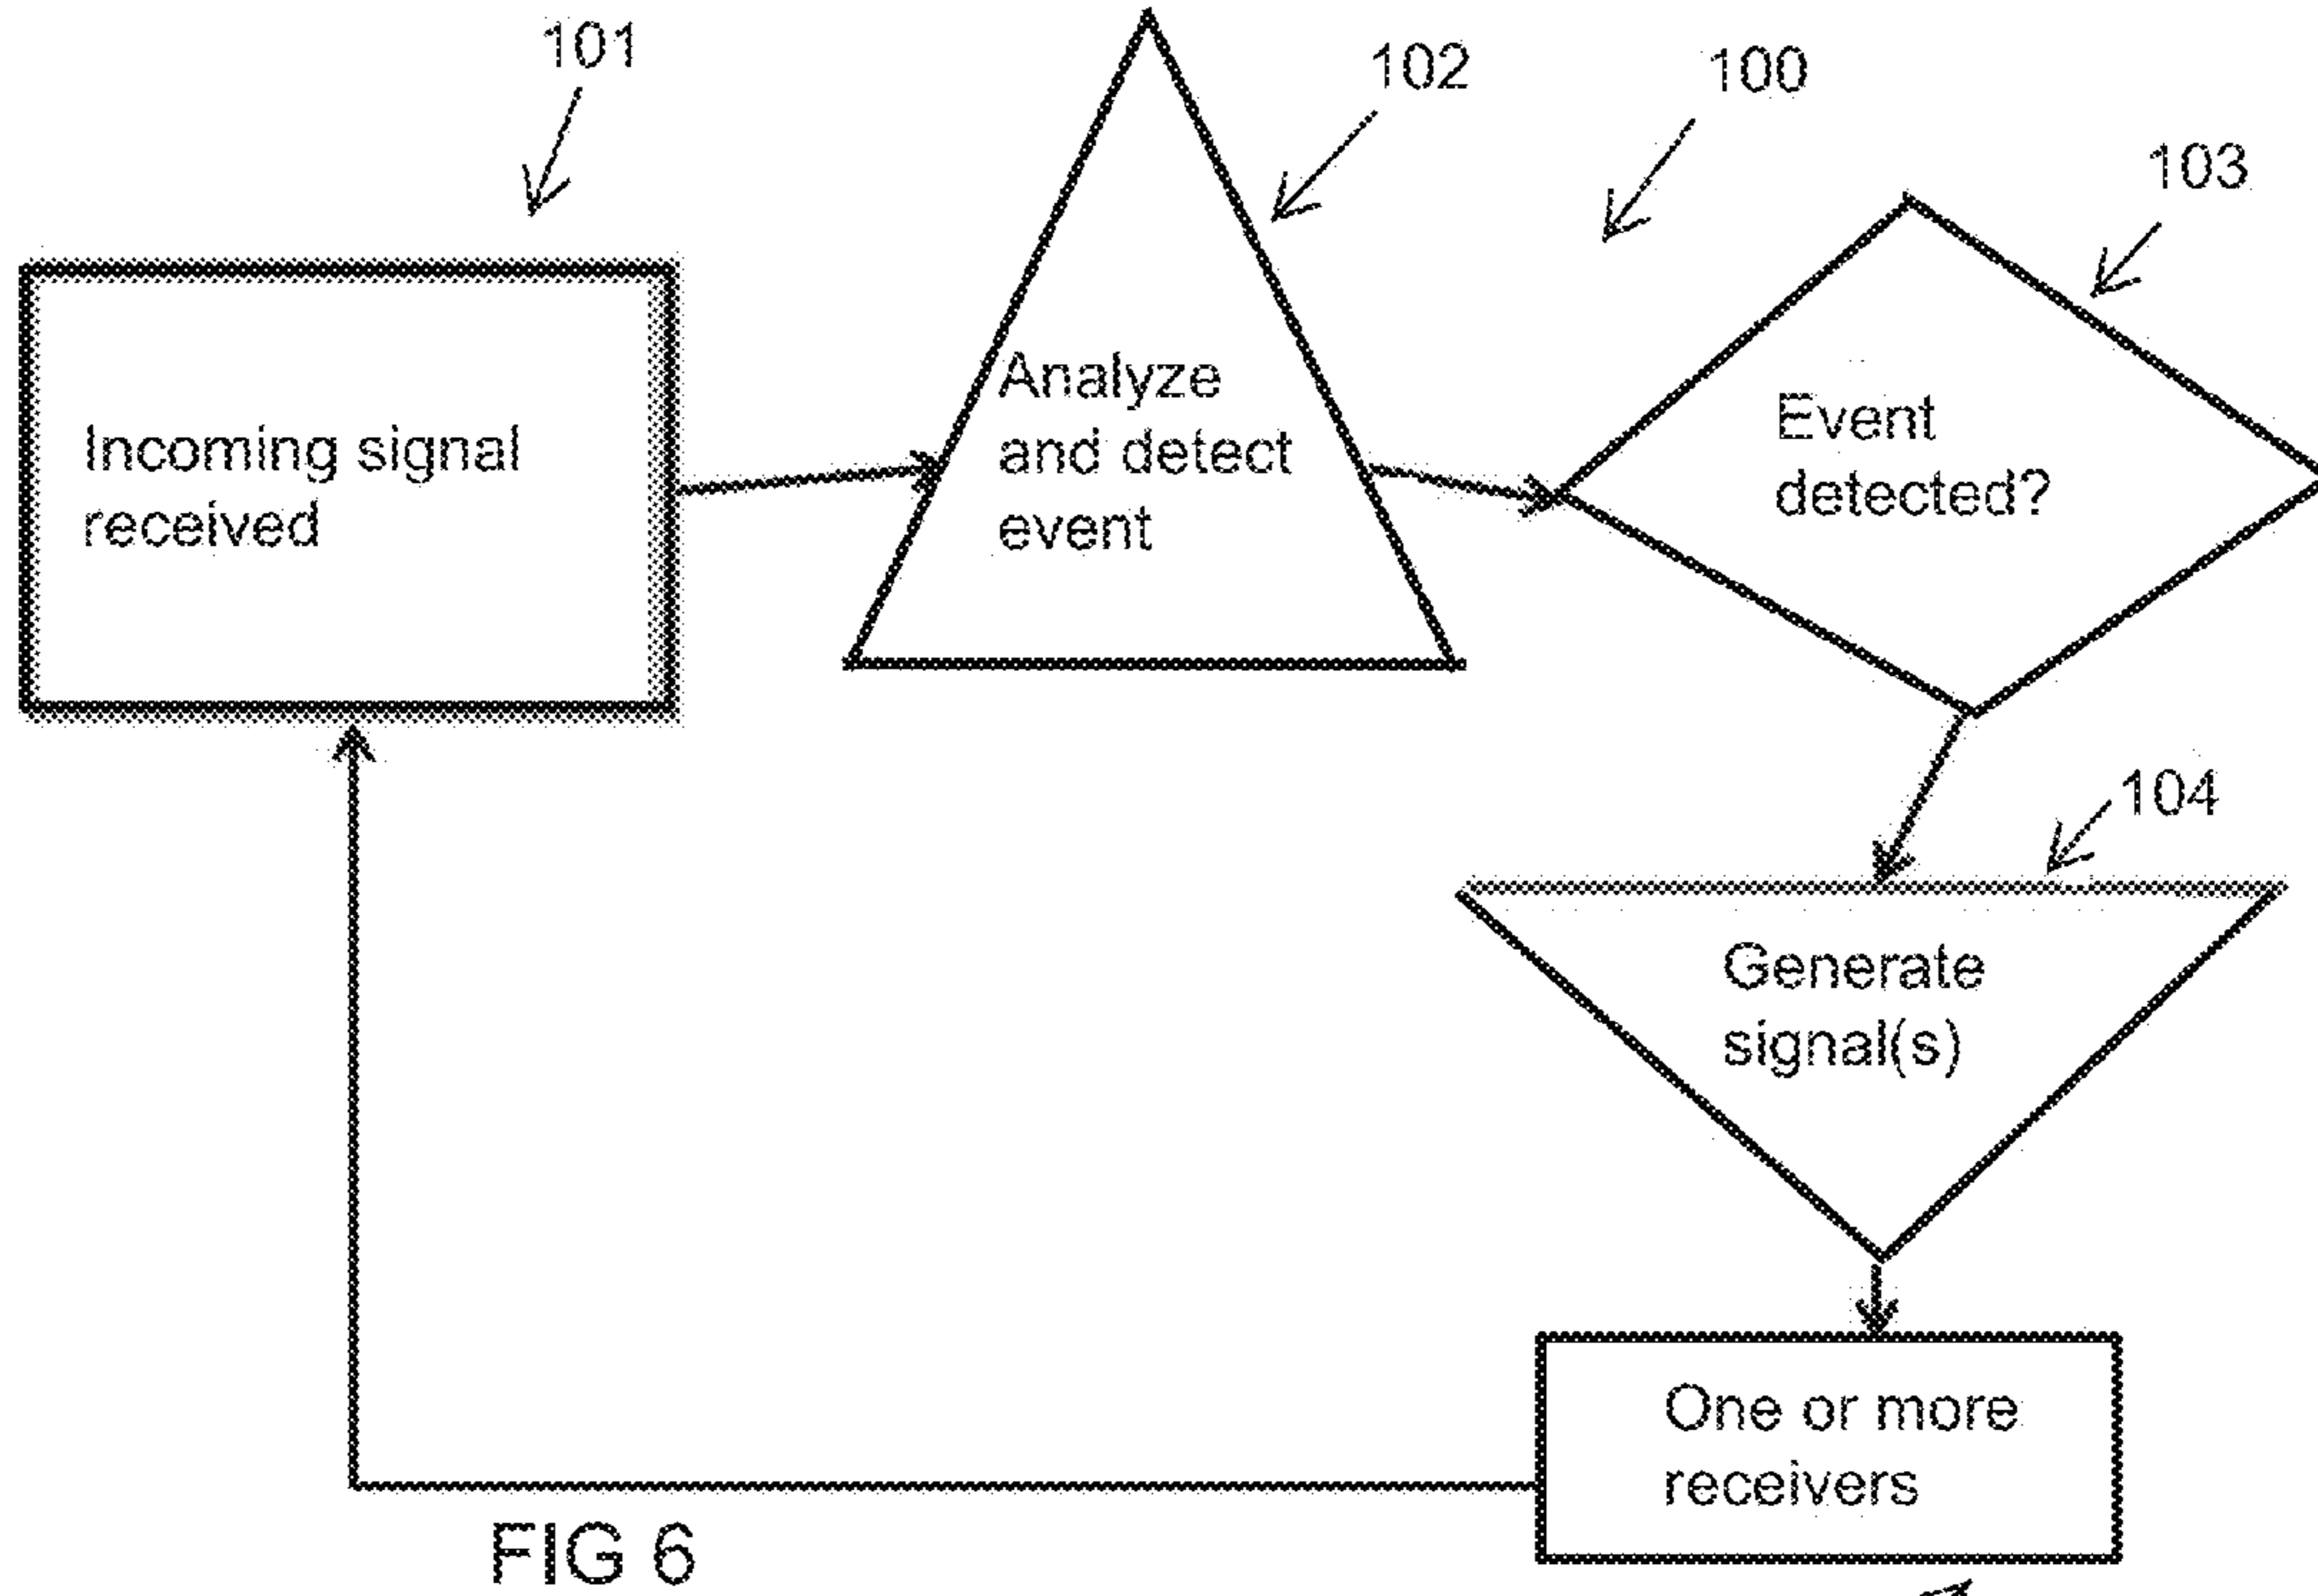 101
102
100
103
Incoming signal
received
Analyze
and detect
event
Event
detected?
104
Generate
signal(s)
One or more
receivers
FIG 6